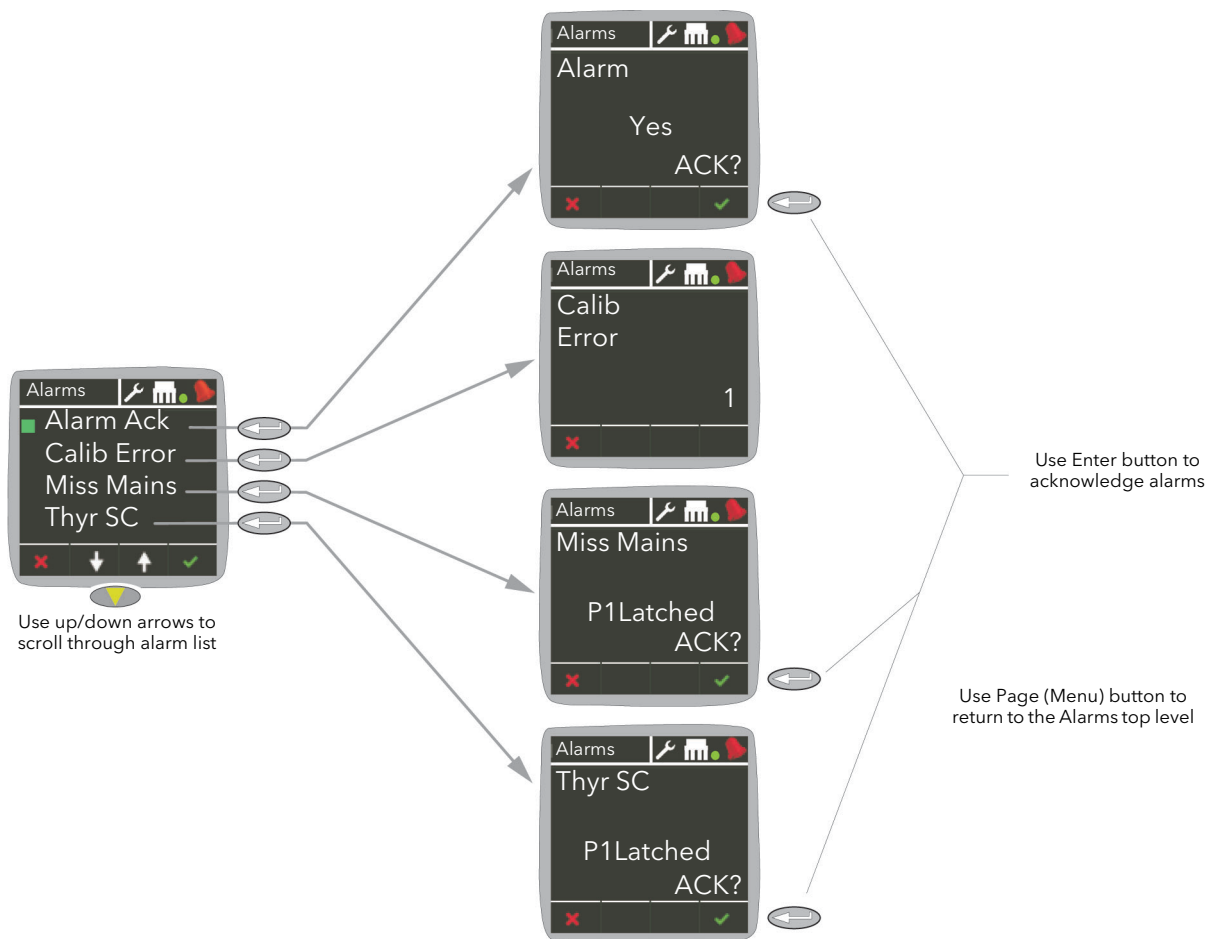 Alarms
Alarm
Yes
ACK?
Alarms
Calib
Error
1
Alarms
Alarm Ack
Calib Error
Miss Mains
Thyr SC
Use up/down arrows to
scroll through alarm list
Alarms
Miss Mains
P1Latched
ACK?
Alarms
Thyr SC
P1Latched
ACK?
Use Enter button to
acknowledge alarms
Use Page (Menu) button to
return to the Alarms top level